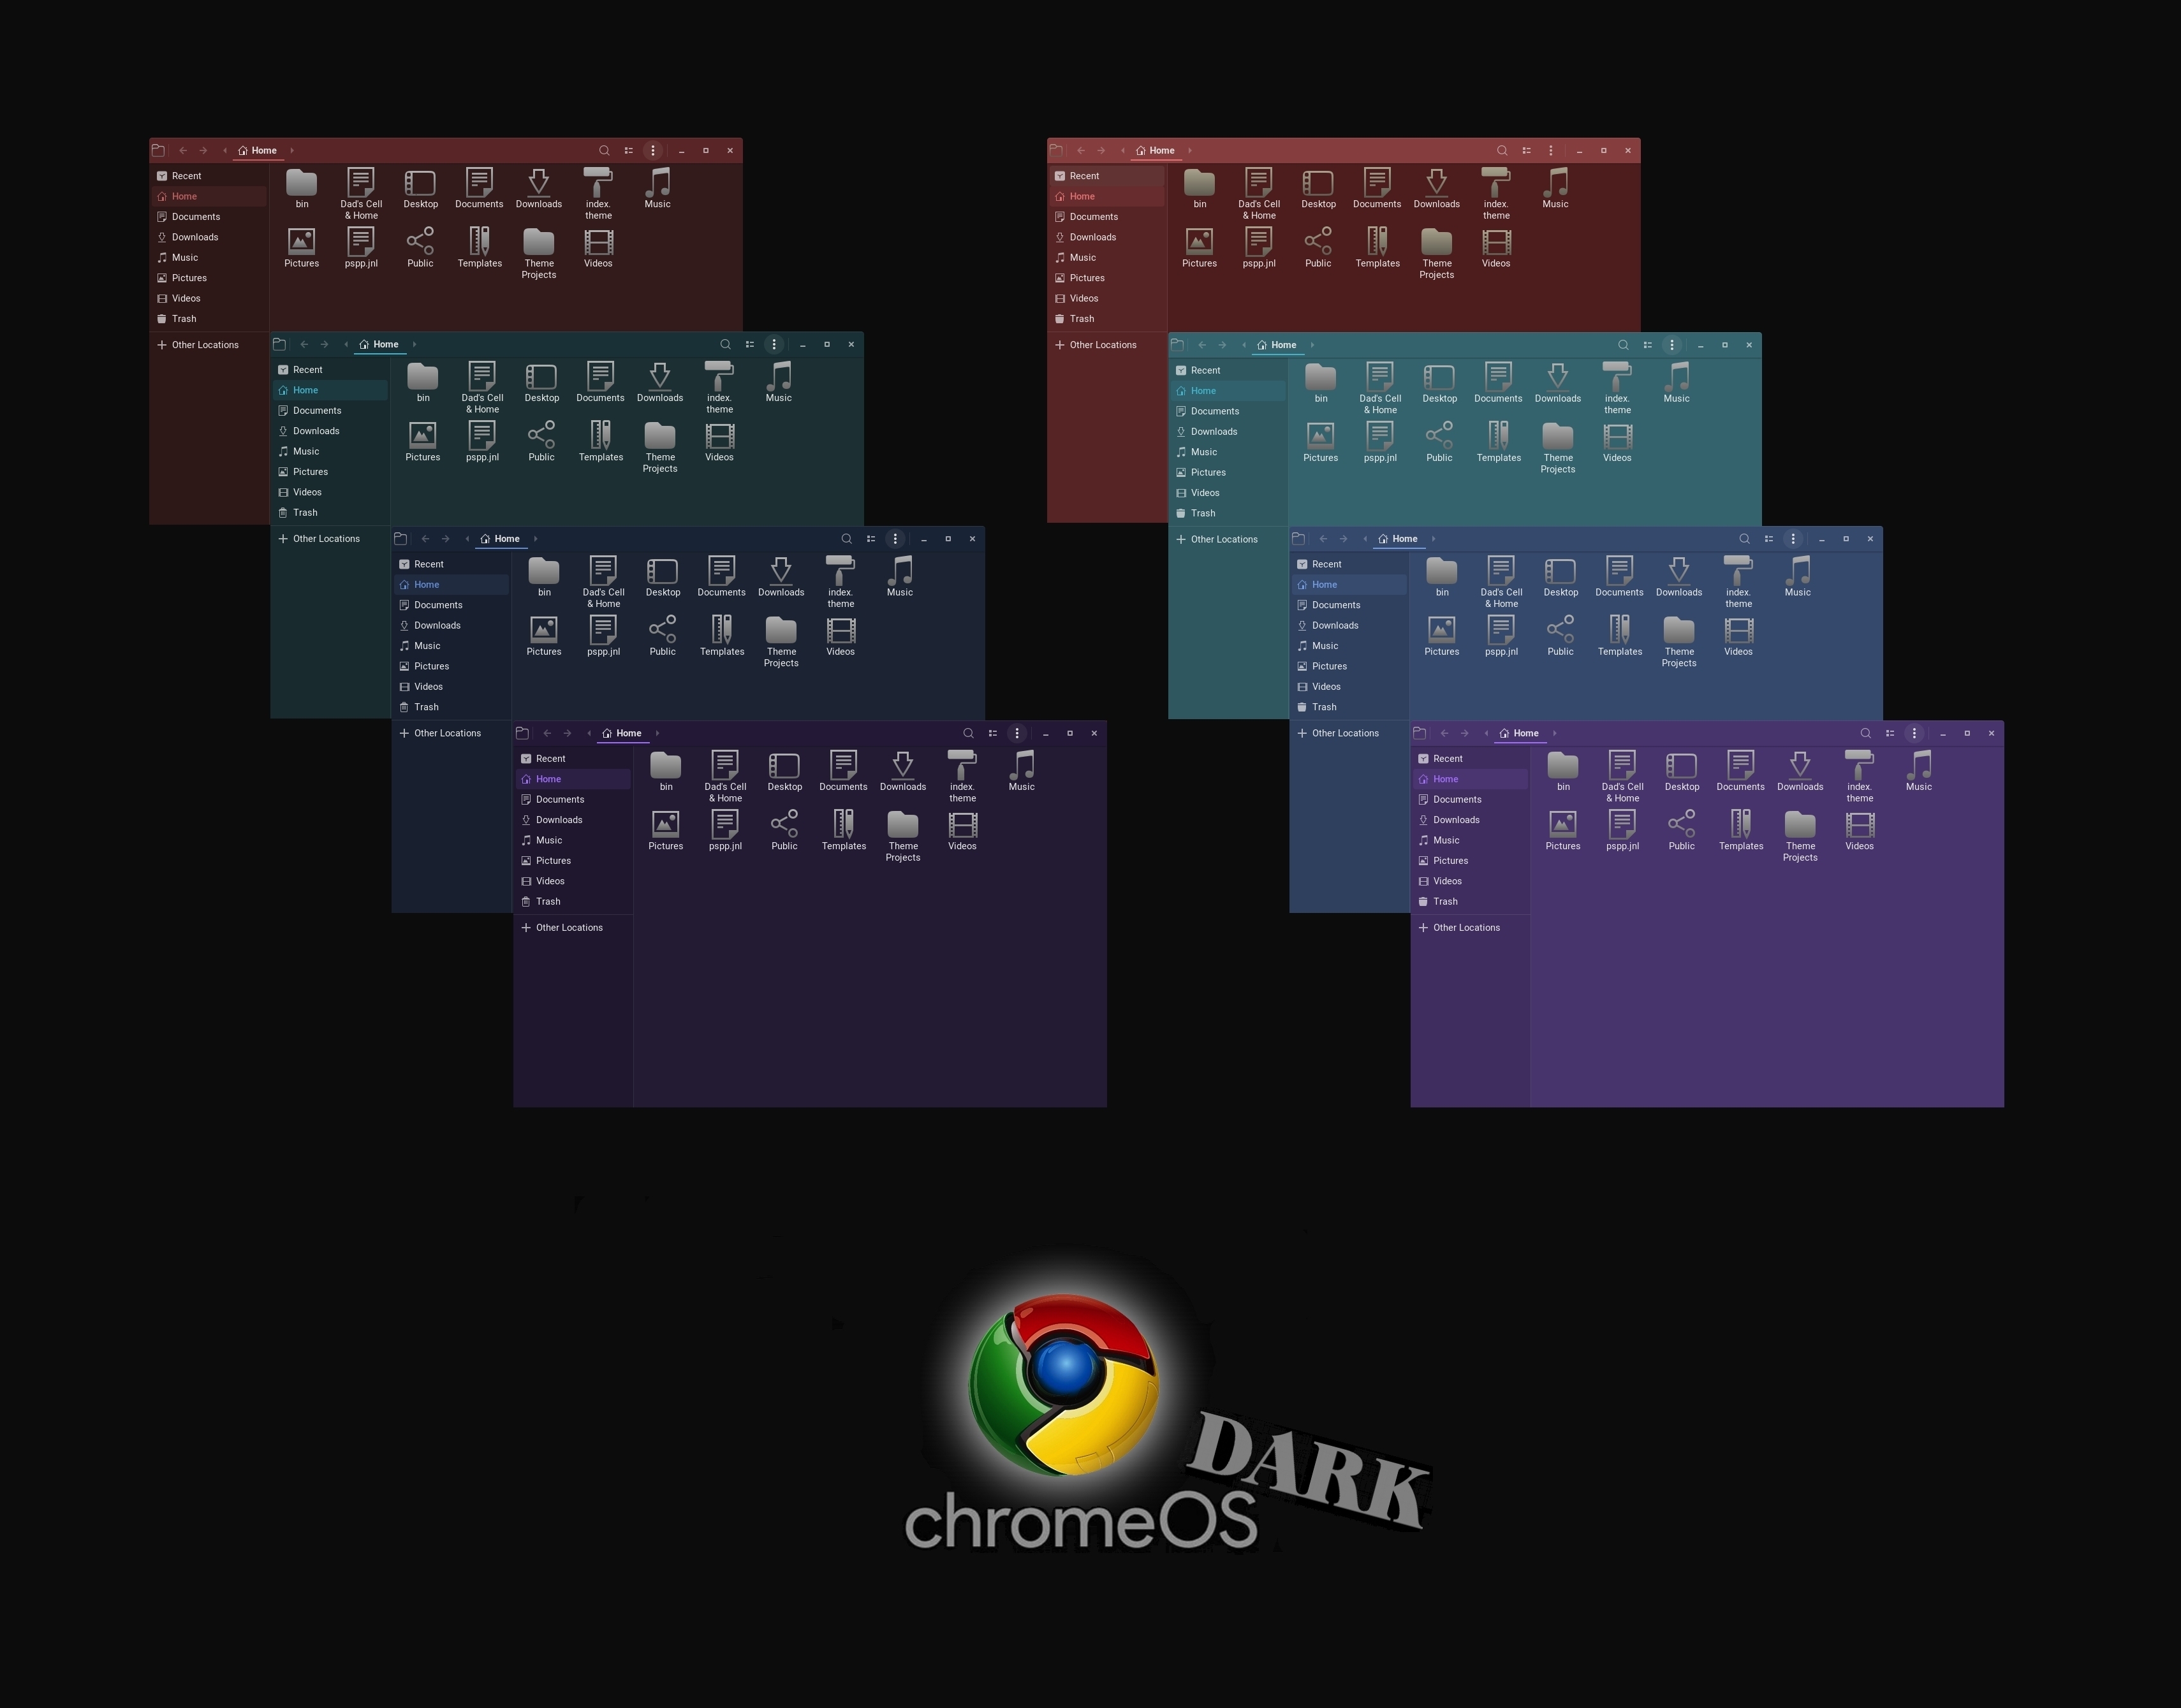 Home
Recent
Home
Documents
Downloads
Music
Pictures
Videos
Trash
Other Locations
bin Dad's Cell & Home Desktop Documents Downloads index.theme Music
Pictures pspp.jnl Public Templates Theme Projects Videos
Home
Recent
Home
Documents
Downloads
Music
Pictures
Videos
Trash
Other Locations
bin Dad's Cell & Home Desktop Documents Downloads index.theme Music
Pictures pspp.jnl Public Templates Theme Projects Videos
Home
Recent
Home
Documents
Downloads
Music
Pictures
Videos
Trash
Other Locations
bin Dad's Cell & Home Desktop Documents Downloads index.theme Music
Pictures pspp.jnl Public Templates Theme Projects Videos
Home
Recent
Home
Documents
Downloads
Music
Pictures
Videos
Trash
Other Locations
bin Dad's Cell & Home Desktop Documents Downloads index.theme Music
Pictures pspp.jnl Public Templates Theme Projects Videos
Home
Recent
Home
Documents
Downloads
Music
Pictures
Videos
Trash
Other Locations
bin Dad's Cell & Home Desktop Documents Downloads index.theme Music
Pictures pspp.jnl Public Templates Theme Projects Videos
Home
Recent
Home
Documents
Downloads
Music
Pictures
Videos
Trash
Other Locations
bin Dad's Cell & Home Desktop Documents Downloads index.theme Music
Pictures pspp.jnl Public Templates Theme Projects Videos
Home
Recent
Home
Documents
Downloads
Music
Pictures
Videos
Trash
Other Locations
bin Dad's Cell & Home Desktop Documents Downloads index.theme Music
Pictures pspp.jnl Public Templates Theme Projects Videos
Home
Recent
Home
Documents
Downloads
Music
Pictures
Videos
Trash
Other Locations
bin Dad's Cell & Home Desktop Documents Downloads index.theme Music
Pictures pspp.jnl Public Templates Theme Projects Videos
DARK
chromeOS